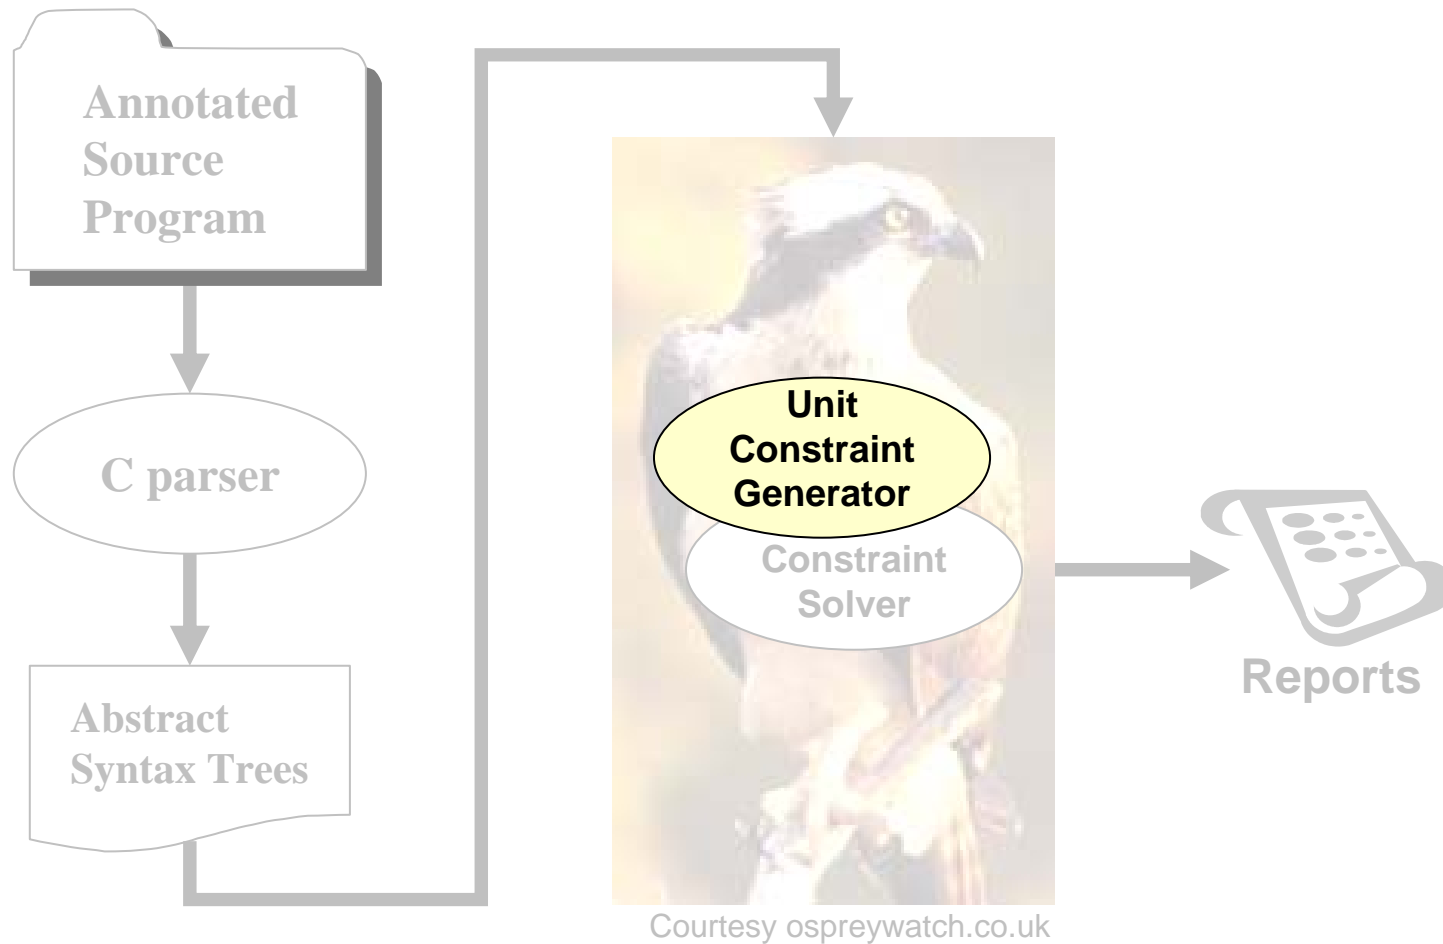 Annotated
Source
Program
C parser
Abstract
Syntax Trees
Unit
Constraint
Generator
Constraint
Solver
Reports
Courtesy ospreywatch.co.uk